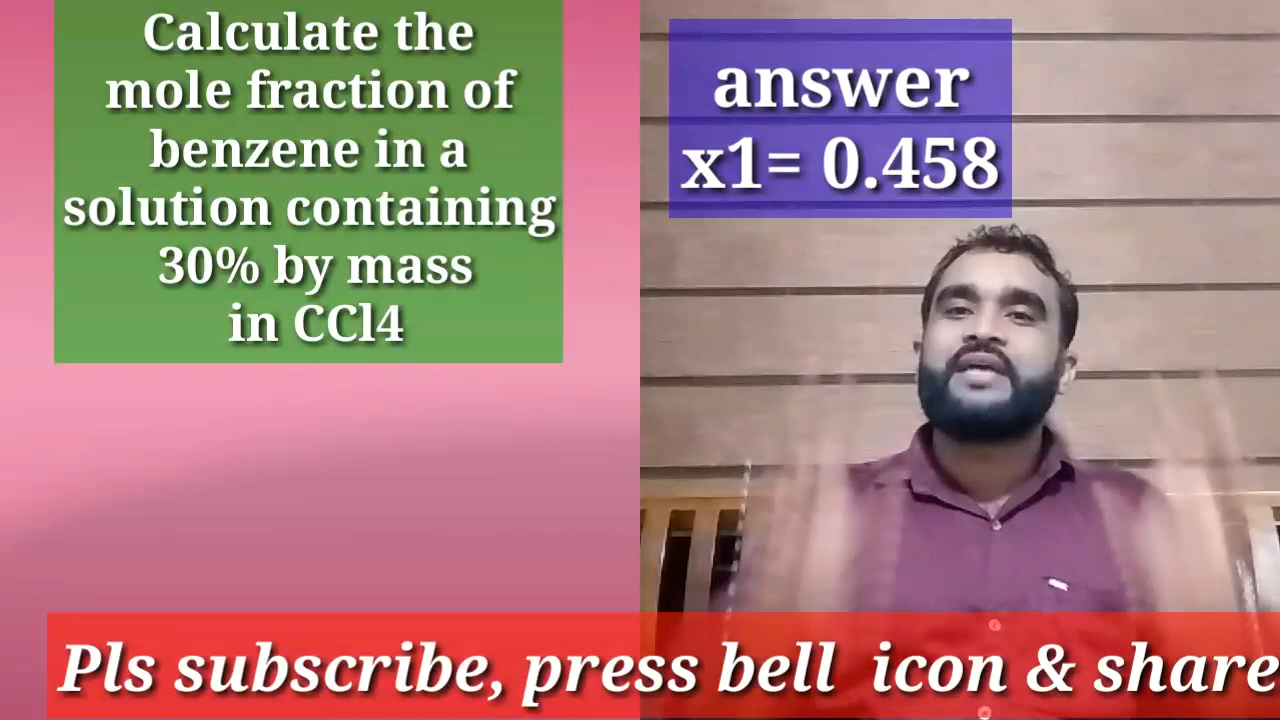 Calculate the
mole fraction of
benzene in a
solution containing
30% by mass
in CCl4
answer
x1= 0.458
Pls subscribe, press bell icon & share